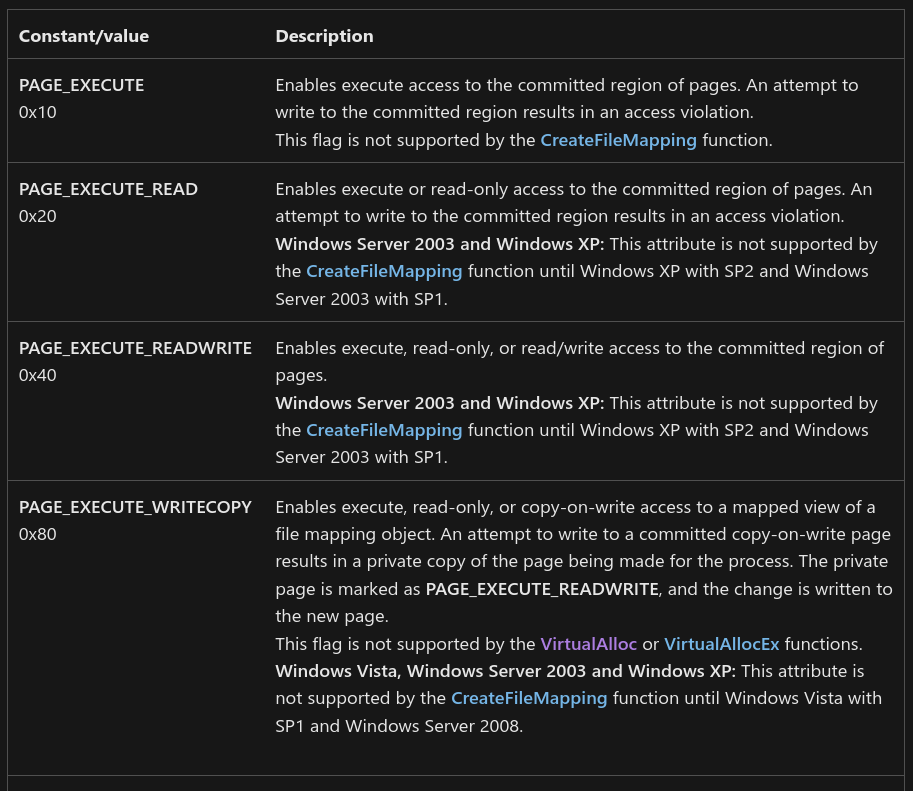 Constant/value Description
PAGE_EXECUTE Enables execute access to the committed region of pages. An attempt to
0x10 write to the committed region results in an access violation.
This flag is not supported by the CreateFileMapping function.
PAGE_EXECUTE_READ Enables execute or read-only access to the committed region of pages. An
0x20 attempt to write to the committed region results in an access violation.
Windows Server 2003 and Windows XP: This attribute is not supported by
the CreateFileMapping function until Windows XP with SP2 and Windows
Server 2003 with SP1.
PAGE_EXECUTE_READWRITE Enables execute, read-only, or read/write access to the committed region of
0x40 pages.
Windows Server 2003 and Windows XP: This attribute is not supported by
the CreateFileMapping function until Windows XP with SP2 and Windows
Server 2003 with SP1.
PAGE_EXECUTE_WRITECOPY Enables execute, read-only, or copy-on-write access to a mapped view of a
0x80 file mapping object. An attempt to write to a committed copy-on-write page
results in a private copy of the page being made for the process. The private
page is marked as PAGE_EXECUTE_READWRITE, and the change is written to
the new page.
This flag is not supported by the VirtualAlloc or VirtualAllocEx functions.
Windows Vista, Windows Server 2003 and Windows XP: This attribute is
not supported by the CreateFileMapping function until Windows Vista with
SP1 and Windows Server 2008.